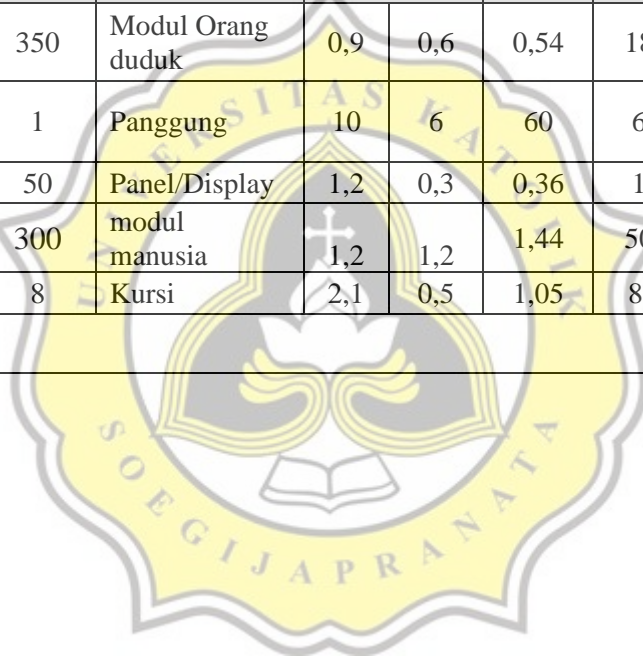 350 Modul Orang duduk 0,9 0,6 0,54 18
1 Panggung 10 6 60 6
50 Panel/Display 1,2 0,3 0,36 1
300 modul manusia 1,2 1,2 1,44 50
8 Kursi 2,1 0,5 1,05 8
UNIVERSITAS KATOLIK
SOEGIJAPRANATA